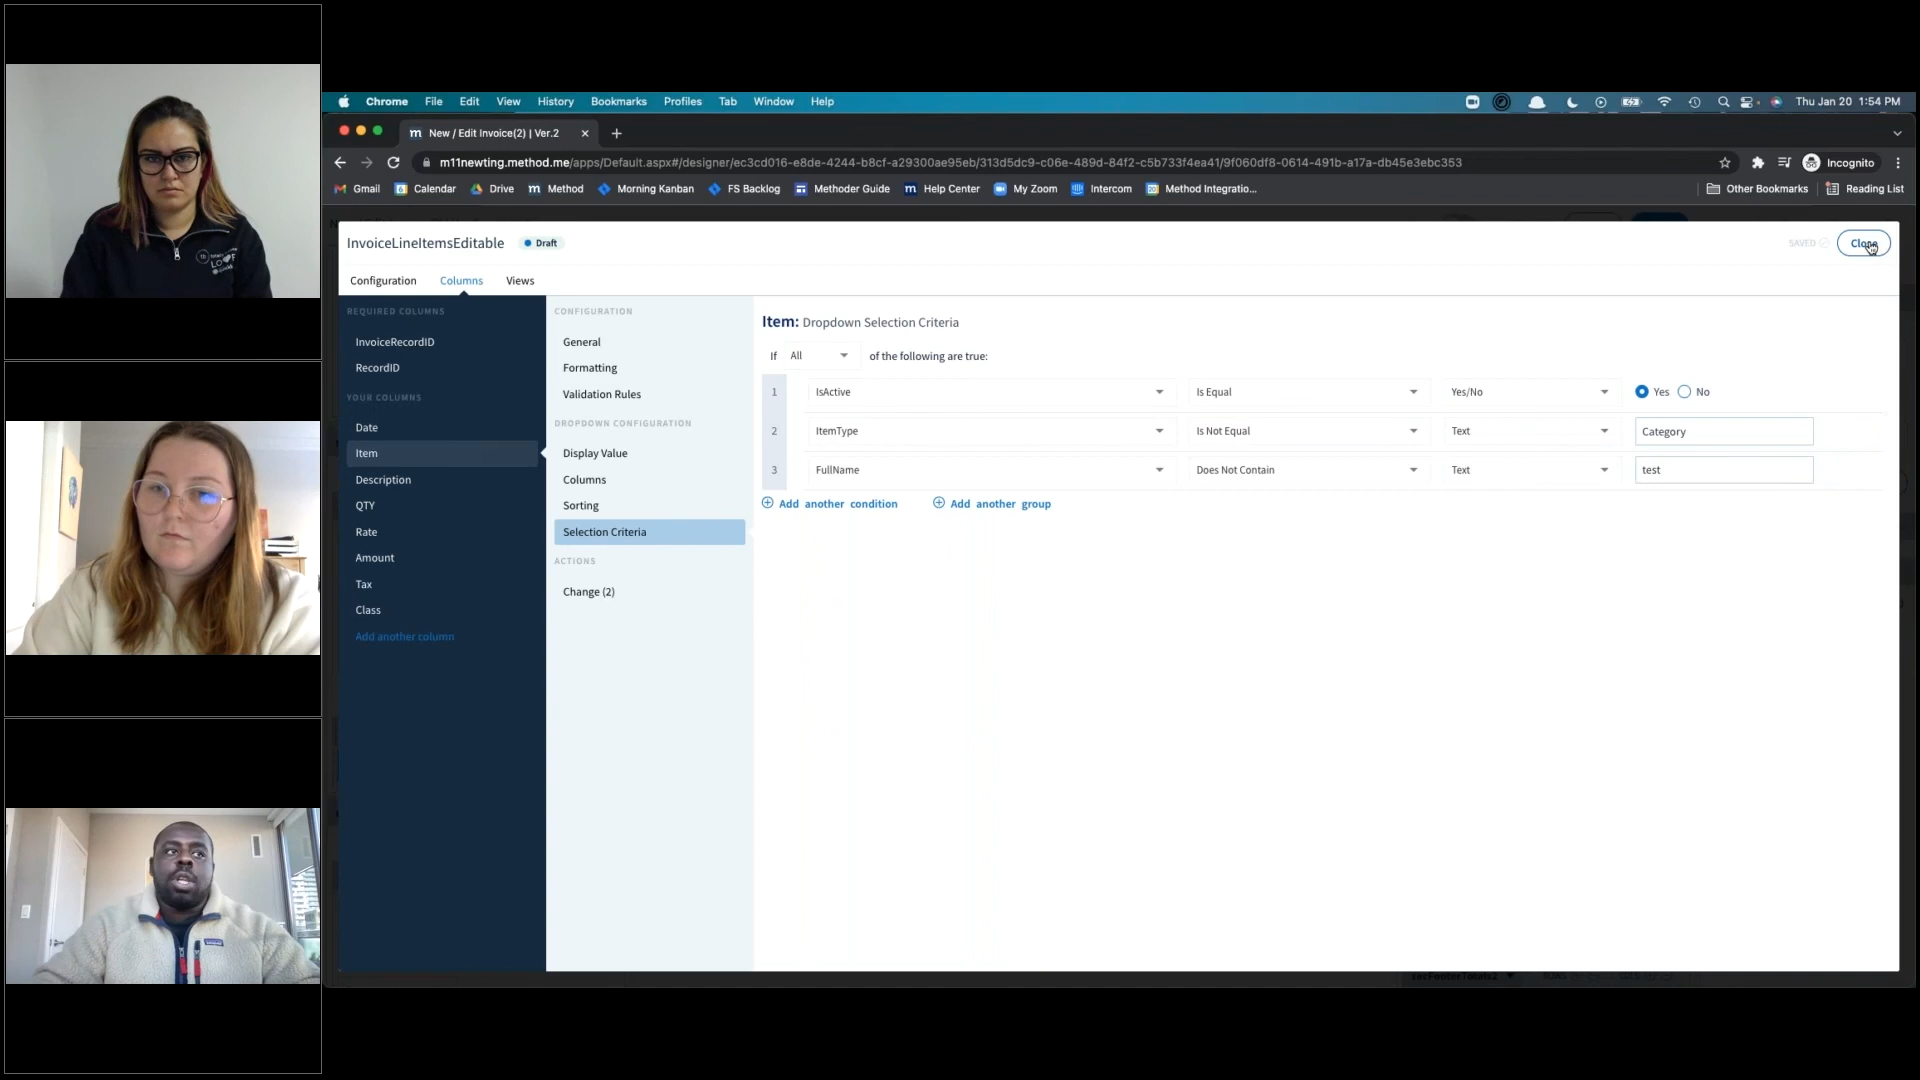 Chrome File Edit View History Bookmarks Profiles Tab Window Help
Thu Jan 20 1:54 PM
New / Edit Invoice(2) | Ver.2
m11newting.method.me/apps/Default.aspx#/designer/ec3cd016-e8de-4244-b8cf-a29300ae95eb/313d5dc9-c06e-489d-84f2-c5b733f4ea41/9f060df8-0614-491b-a17a-db45e3ebc353
Incognito
Gmail Calendar Drive Method Morning Kanban FS Backlog Methoder Guide Help Center My Zoom Intercom Method Integratio...
Other Bookmarks Reading List
InvoiceLineItemsEditable Draft
SAVED
Configuration Columns Views
REQUIRED COLUMNS
InvoiceRecordID
RecordID
YOUR COLUMNS
Date
Item
Description
QTY
Rate
Amount
Tax
Class
Add another column
CONFIGURATION
General
Formatting
Validation Rules
DROPDOWN CONFIGURATION
Display Value
Columns
Sorting
Selection Criteria
ACTIONS
Change (2)
Item: Dropdown Selection Criteria
If All of the following are true:
1 IsActive Is Equal Yes/No Yes No
2 ItemType Is Not Equal Text Category
3 FullName Does Not Contain Text test
Add another condition Add another group